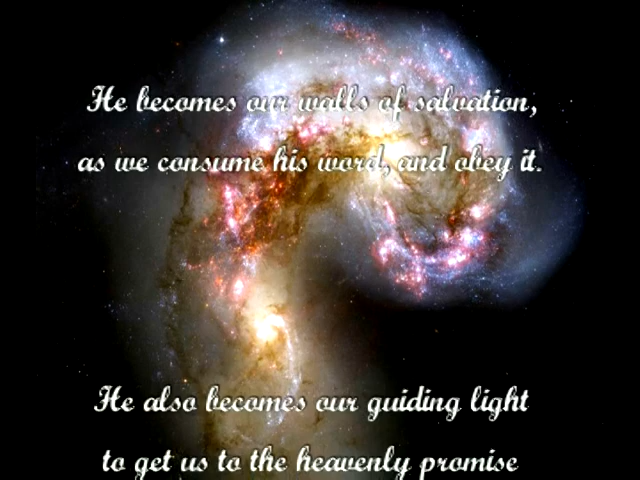 He becomes our walls of salvation,
as we consume his word, and obey it.
He also becomes our guiding light
to get us to the heavenly promise